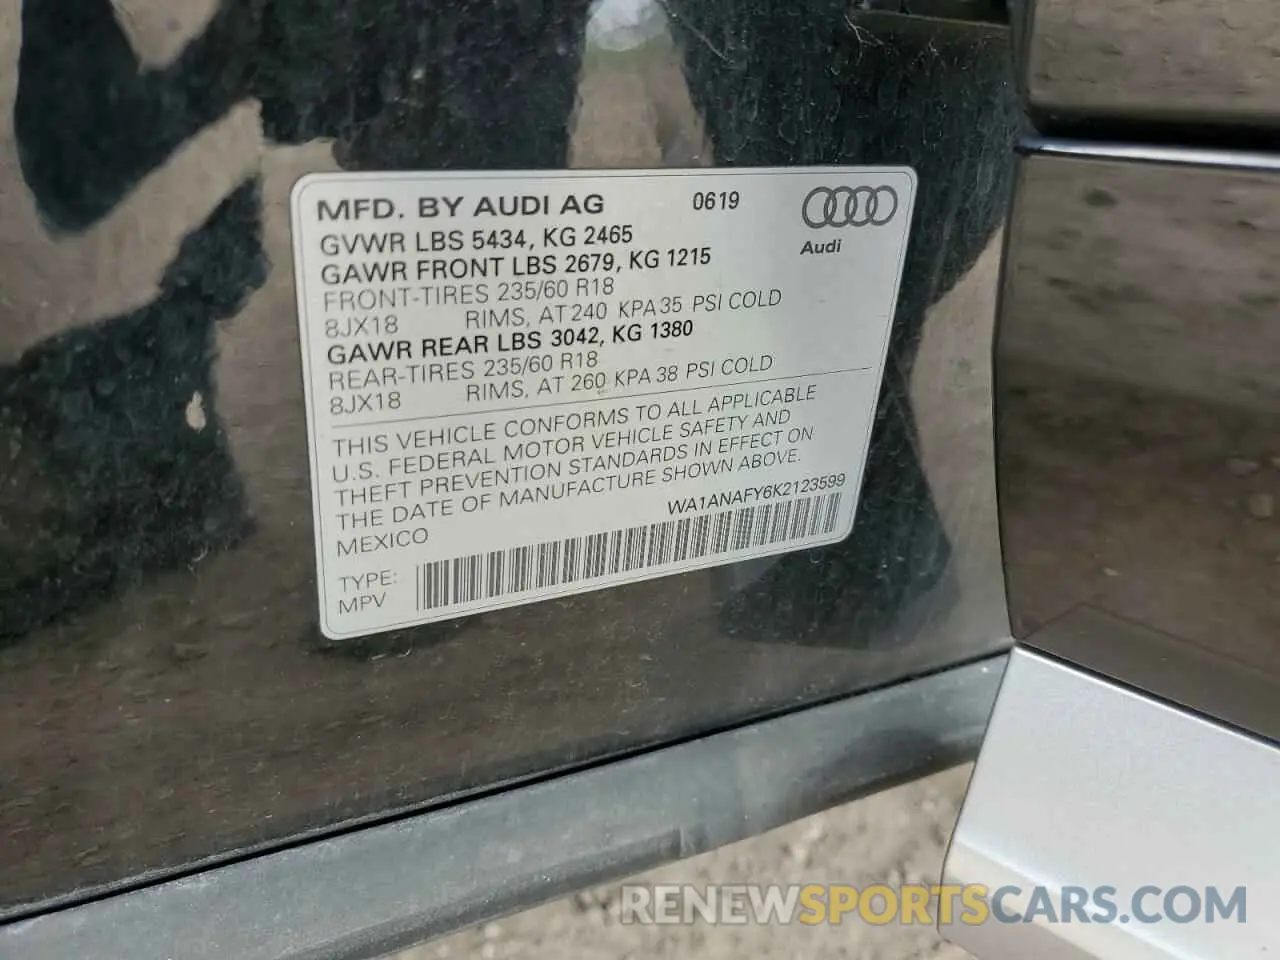 MFD. BY AUDI AG 0619
GVWR LBS 5434, KG 2465
Audi
GAWR FRONT LBS 2679, KG 1215
FRONT-TIRES 235/60 R18
8JX18 RIMS, AT 240 KPA 35 PSI COLD
GAWR REAR LBS 3042, KG 1380
REAR-TIRES 235/60 R18
8JX18 RIMS, AT 260 KPA 38 PSI COLD
THIS VEHICLE CONFORMS TO ALL APPLICABLE
U.S. FEDERAL MOTOR VEHICLE SAFETY AND
THEFT PREVENTION STANDARDS IN EFFECT ON
THE DATE OF MANUFACTURE SHOWN ABOVE.
MEXICO WA1ANAFY6K2123599
TYPE:
MPV
RENEWSPORTSCARS.COM